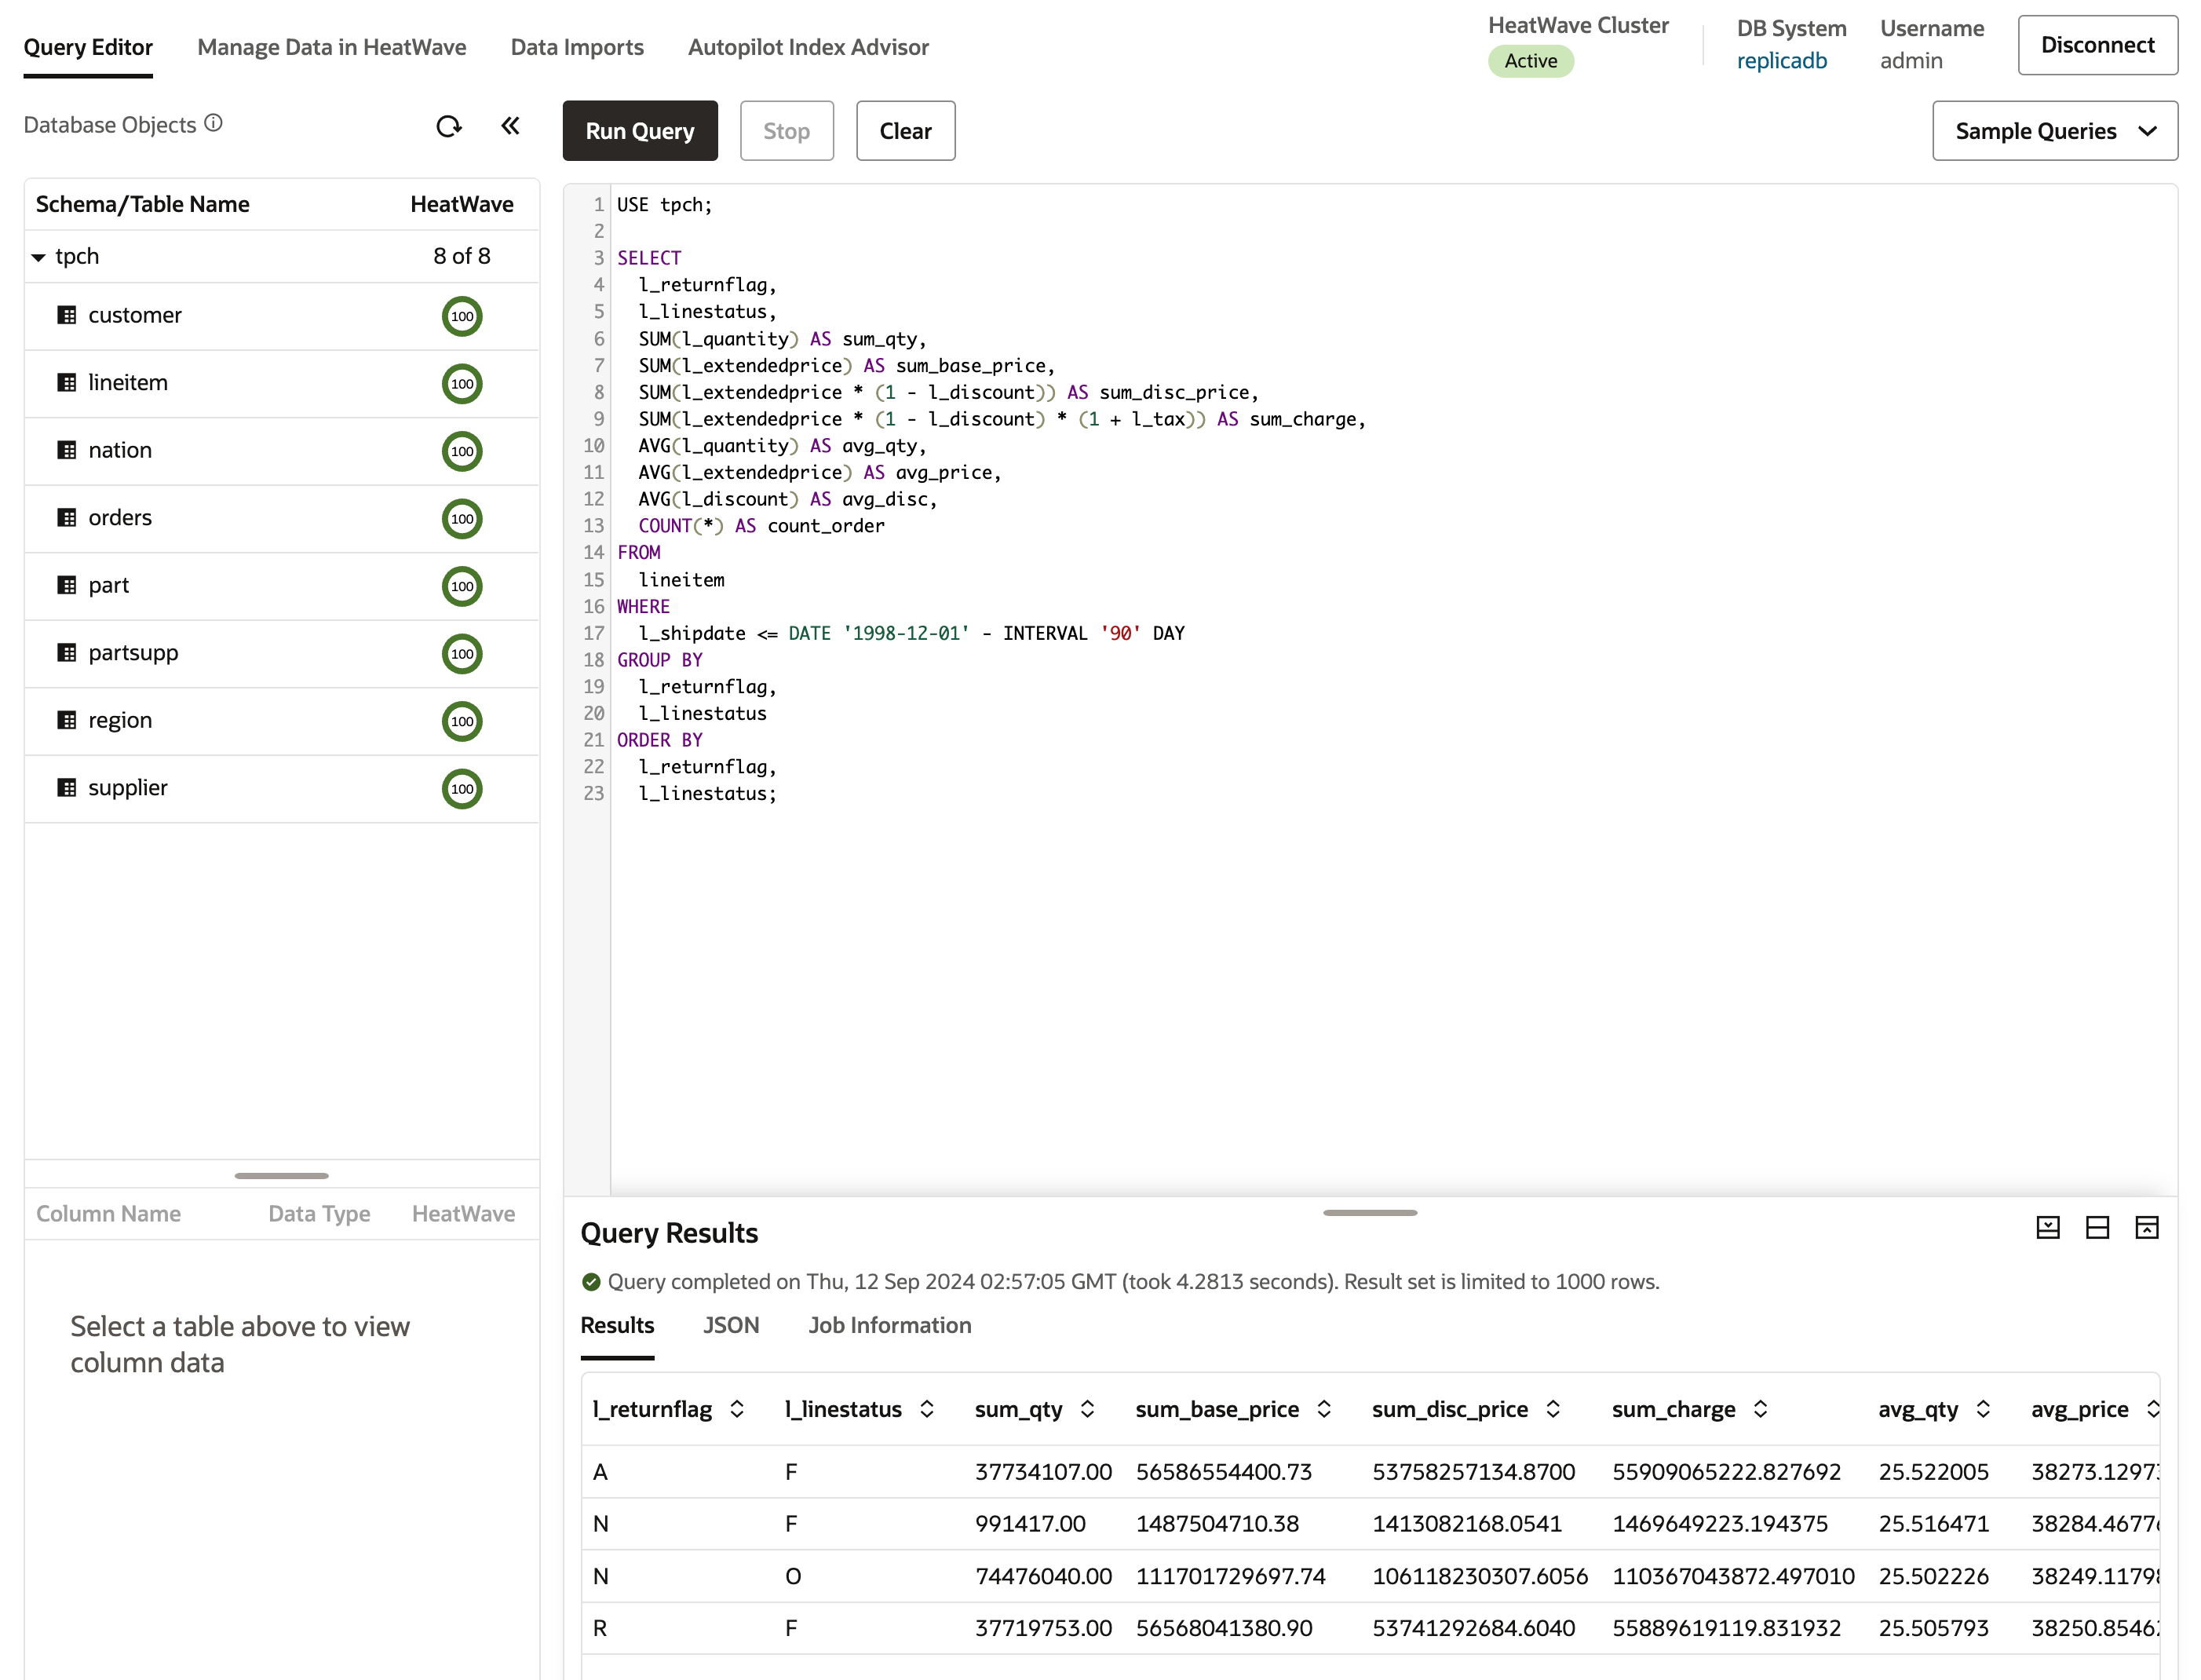 Query Editor Manage Data in HeatWave Data Imports Autopilot Index Advisor
HeatWave Cluster
Active
DB System
replicadb
Username
admin
Disconnect
Database Objects
Run Query Stop Clear Sample Queries
Schema/Table Name HeatWave
tpch 8 of 8
customer 100
lineitem 100
nation 100
orders 100
part 100
partsupp 100
region 100
supplier 100
Column Name Data Type HeatWave
Select a table above to view
column data
1 USE tpch;
2
3 SELECT
4 l_returnflag,
5 l_linestatus,
6 SUM(l_quantity) AS sum_qty,
7 SUM(l_extendedprice) AS sum_base_price,
8 SUM(l_extendedprice * (1 - l_discount)) AS sum_disc_price,
9 SUM(l_extendedprice * (1 - l_discount) * (1 + l_tax)) AS sum_charge,
10 AVG(l_quantity) AS avg_qty,
11 AVG(l_extendedprice) AS avg_price,
12 AVG(l_discount) AS avg_disc,
13 COUNT(*) AS count_order
14 FROM
15 lineitem
16 WHERE
17 l_shipdate <= DATE '1998-12-01' - INTERVAL '90' DAY
18 GROUP BY
19 l_returnflag,
20 l_linestatus
21 ORDER BY
22 l_returnflag,
23 l_linestatus;
Query Results
Query completed on Thu, 12 Sep 2024 02:57:05 GMT (took 4.2813 seconds). Result set is limited to 1000 rows.
Results JSON Job Information
l_returnflag l_linestatus sum_qty sum_base_price sum_disc_price sum_charge avg_qty avg_price
A F 37734107.00 56586554400.73 53758257134.8700 55909065222.827692 25.522005 38273.1297
N F 991417.00 1487504710.38 1413082168.0541 1469649223.194375 25.516471 38284.4677
N O 74476040.00 111701729697.74 106118230307.6056 110367043872.497010 25.502226 38249.1179
R F 37719753.00 56568041380.90 53741292684.6040 55889619119.831932 25.505793 38250.8546